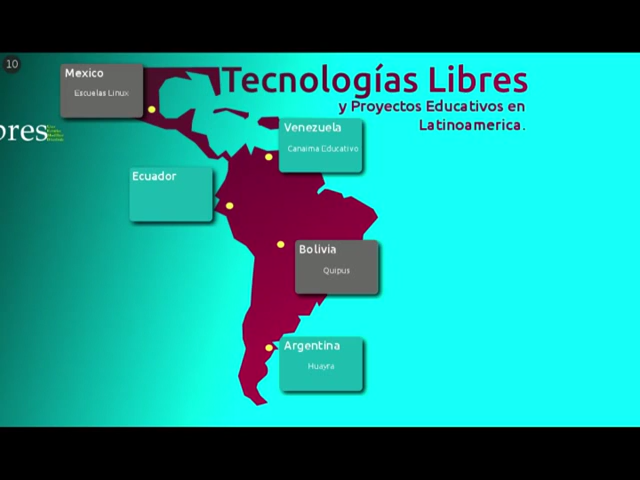 10
Tecnologías Libres
y Proyectos Educativos en
Latinoamerica.
Mexico
Escuelas Linux
bres
Venezuela
Canaima Educativo
Ecuador
Bolivia
Quipus
Argentina
Huayra